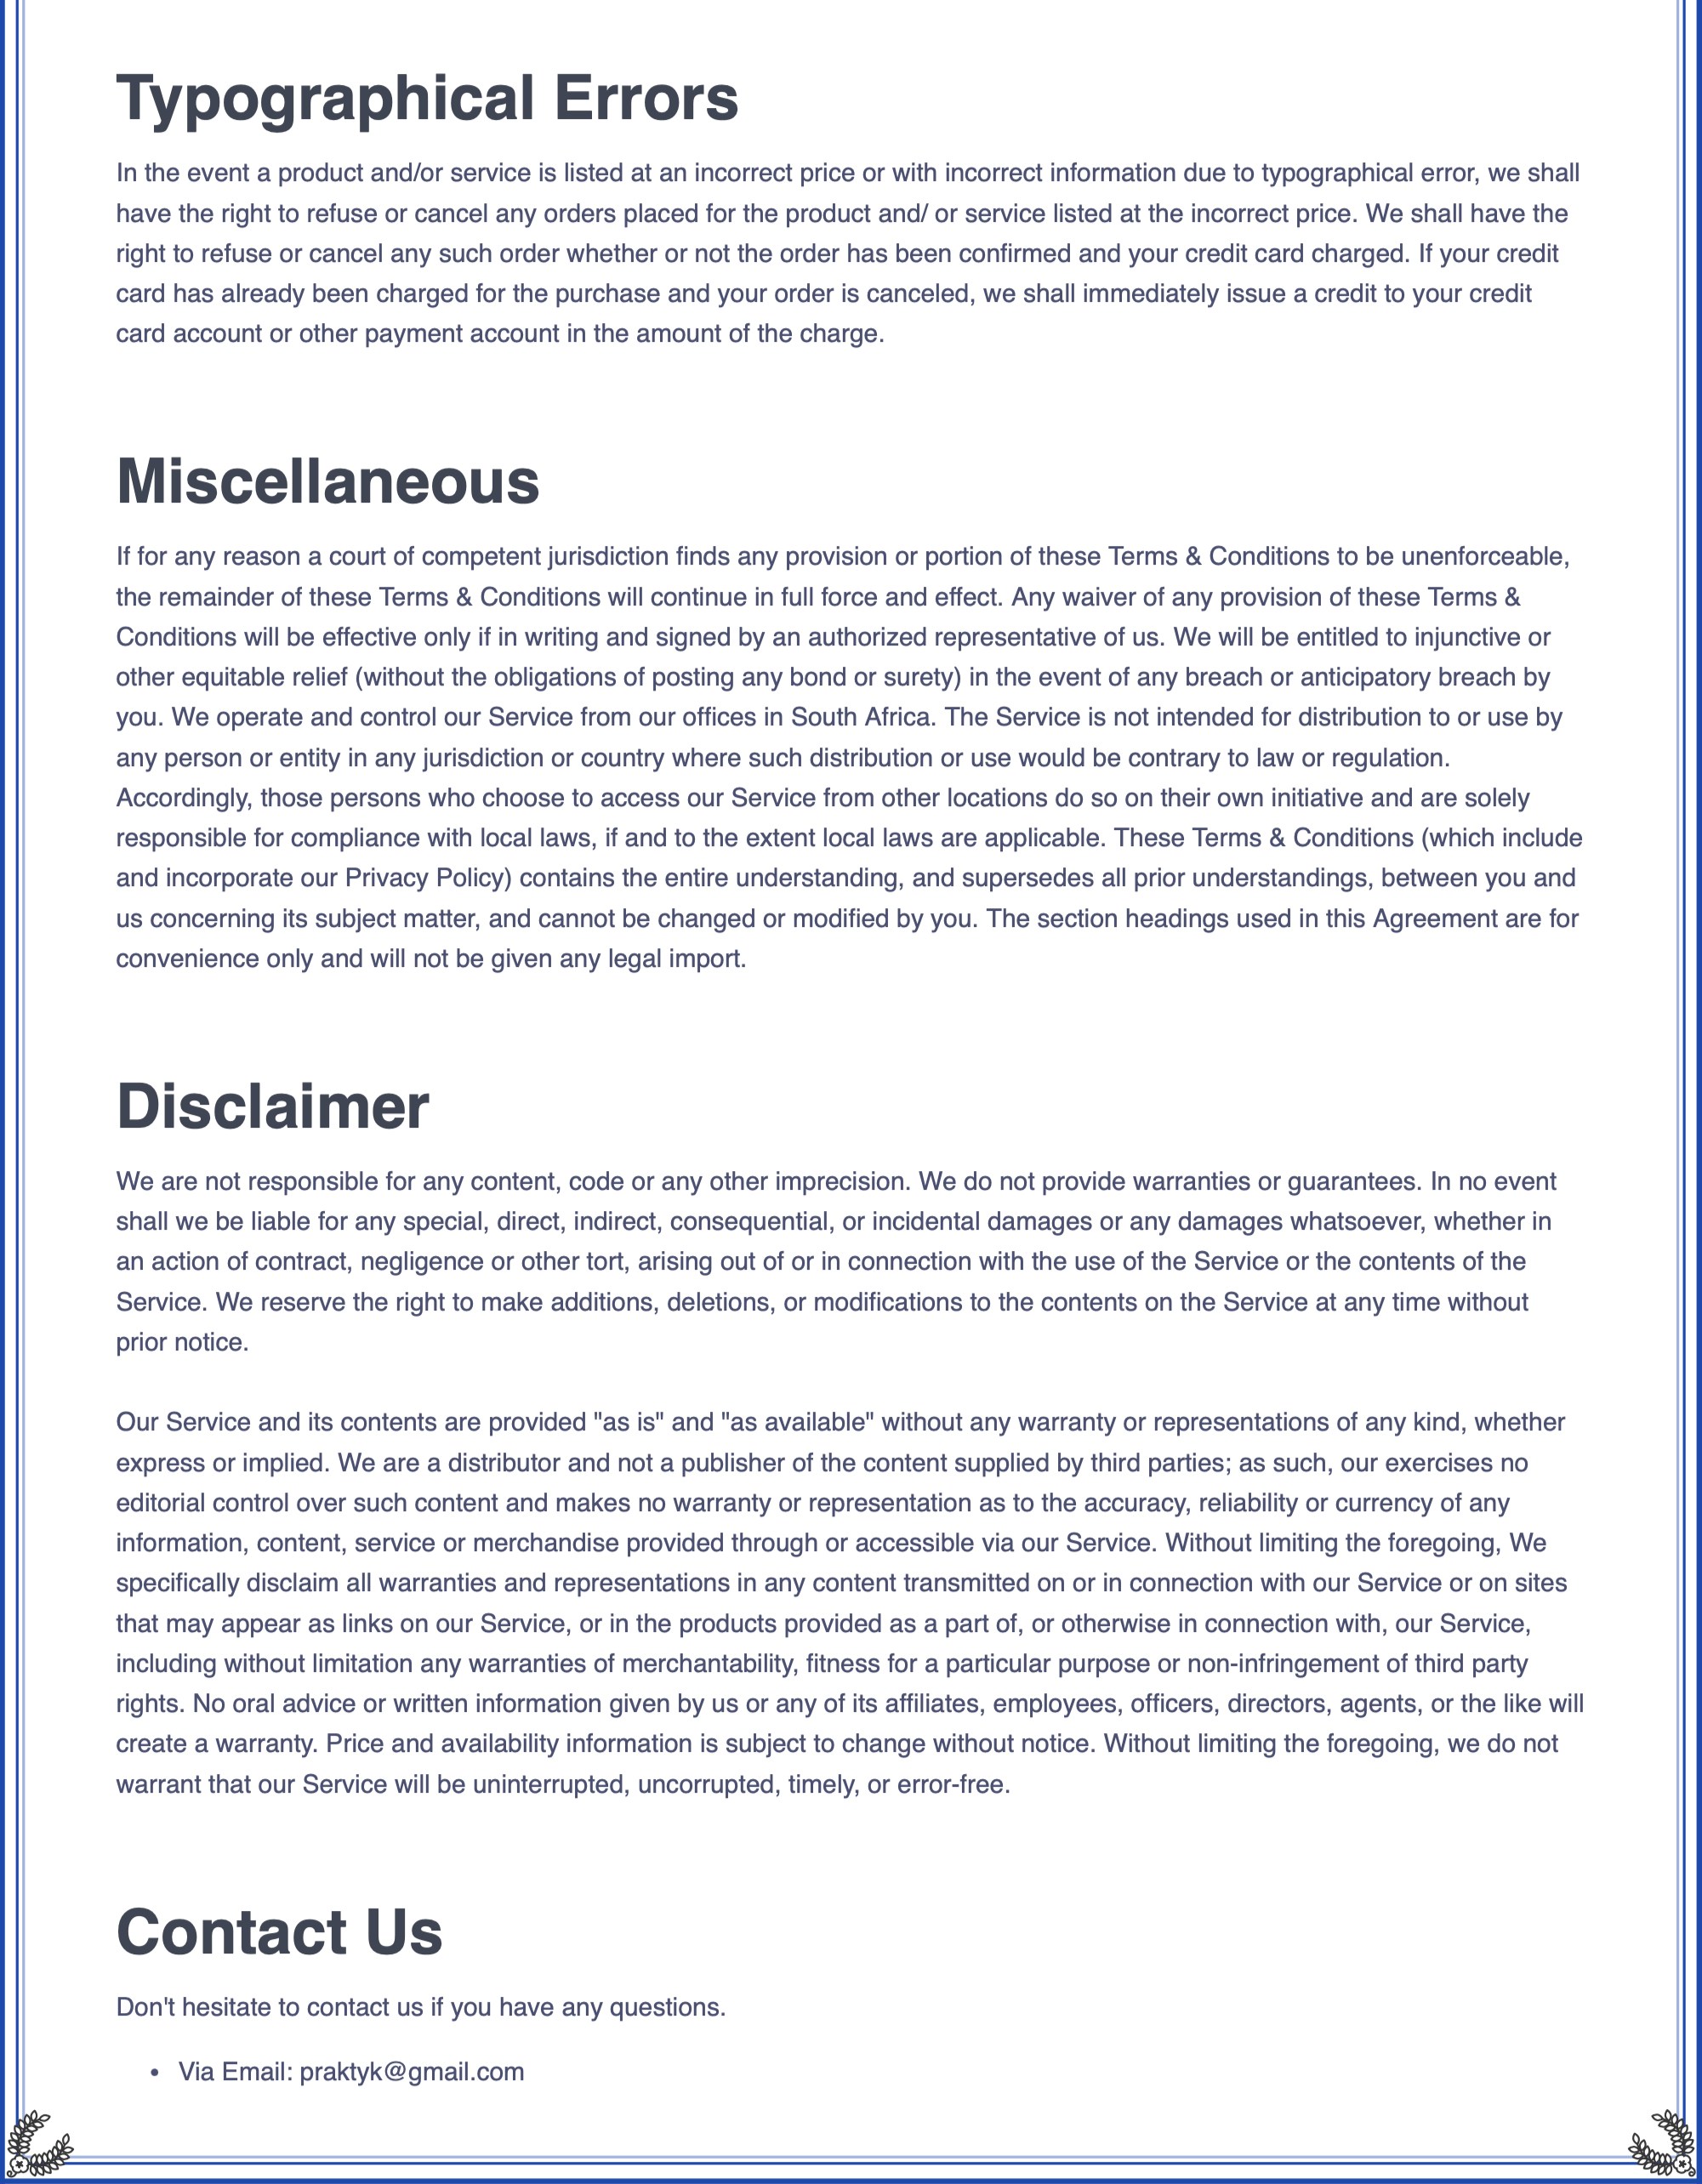 Typographical Errors
In the event a product and/or service is listed at an incorrect price or with incorrect information due to typographical error, we shall
have the right to refuse or cancel any orders placed for the product and/ or service listed at the incorrect price. We shall have the
right to refuse or cancel any such order whether or not the order has been confirmed and your credit card charged. If your credit
card has already been charged for the purchase and your order is canceled, we shall immediately issue a credit to your credit
card account or other payment account in the amount of the charge.
Miscellaneous
If for any reason a court of competent jurisdiction finds any provision or portion of these Terms & Conditions to be unenforceable,
the remainder of these Terms & Conditions will continue in full force and effect. Any waiver of any provision of these Terms &
Conditions will be effective only if in writing and signed by an authorized representative of us. We will be entitled to injunctive or
other equitable relief (without the obligations of posting any bond or surety) in the event of any breach or anticipatory breach by
you. We operate and control our Service from our offices in South Africa. The Service is not intended for distribution to or use by
any person or entity in any jurisdiction or country where such distribution or use would be contrary to law or regulation.
Accordingly, those persons who choose to access our Service from other locations do so on their own initiative and are solely
responsible for compliance with local laws, if and to the extent local laws are applicable. These Terms & Conditions (which include
and incorporate our Privacy Policy) contains the entire understanding, and supersedes all prior understandings, between you and
us concerning its subject matter, and cannot be changed or modified by you. The section headings used in this Agreement are for
convenience only and will not be given any legal import.
Disclaimer
We are not responsible for any content, code or any other imprecision. We do not provide warranties or guarantees. In no event
shall we be liable for any special, direct, indirect, consequential, or incidental damages or any damages whatsoever, whether in
an action of contract, negligence or other tort, arising out of or in connection with the use of the Service or the contents of the
Service. We reserve the right to make additions, deletions, or modifications to the contents on the Service at any time without
prior notice.
Our Service and its contents are provided "as is" and "as available" without any warranty or representations of any kind, whether
express or implied. We are a distributor and not a publisher of the content supplied by third parties; as such, our exercises no
editorial control over such content and makes no warranty or representation as to the accuracy, reliability or currency of any
information, content, service or merchandise provided through or accessible via our Service. Without limiting the foregoing, We
specifically disclaim all warranties and representations in any content transmitted on or in connection with our Service or on sites
that may appear as links on our Service, or in the products provided as a part of, or otherwise in connection with, our Service,
including without limitation any warranties of merchantability, fitness for a particular purpose or non-infringement of third party
rights. No oral advice or written information given by us or any of its affiliates, employees, officers, directors, agents, or the like will
create a warranty. Price and availability information is subject to change without notice. Without limiting the foregoing, we do not
warrant that our Service will be uninterrupted, uncorrupted, timely, or error-free.
Contact Us
Don't hesitate to contact us if you have any questions.
• Via Email: praktyk@gmail.com